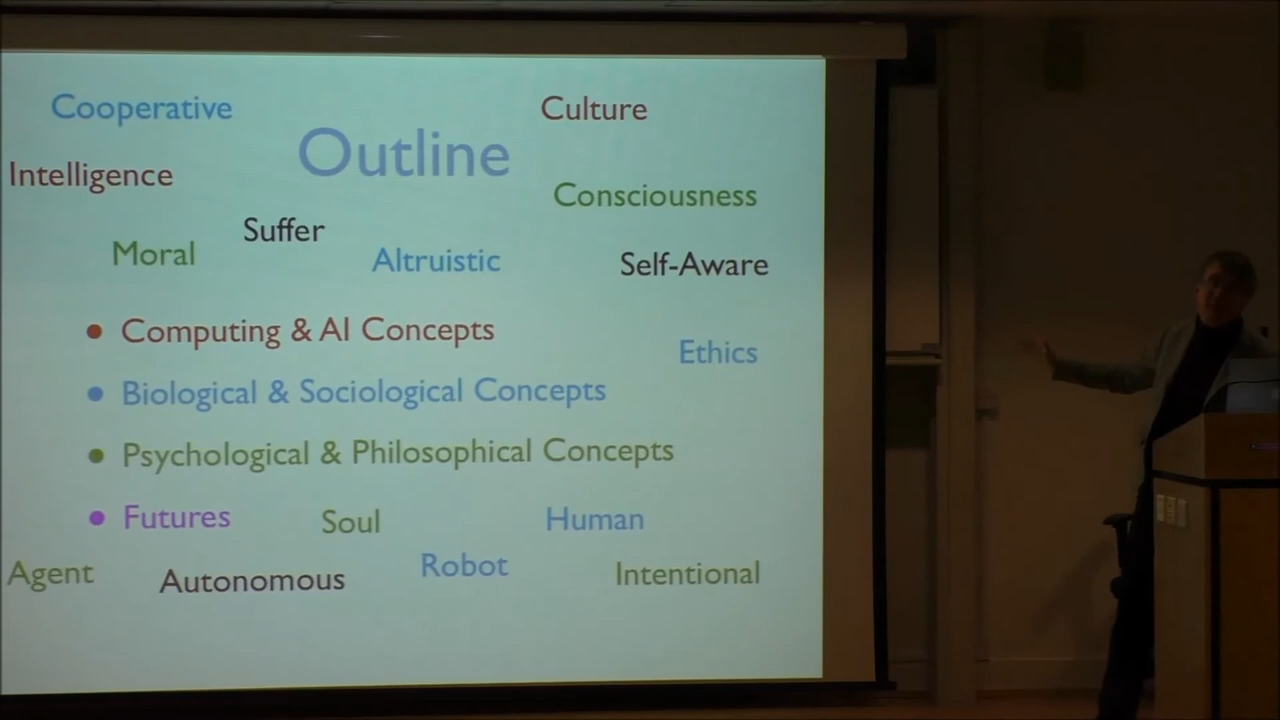 Cooperative
Culture
Outline
Intelligence
Consciousness
Suffer
Moral
Altruistic
Self-Aware
• Computing & AI Concepts
Ethics
• Biological & Sociological Concepts
• Psychological & Philosophical Concepts
• Futures
Soul
Human
Agent
Autonomous
Robot
Intentional